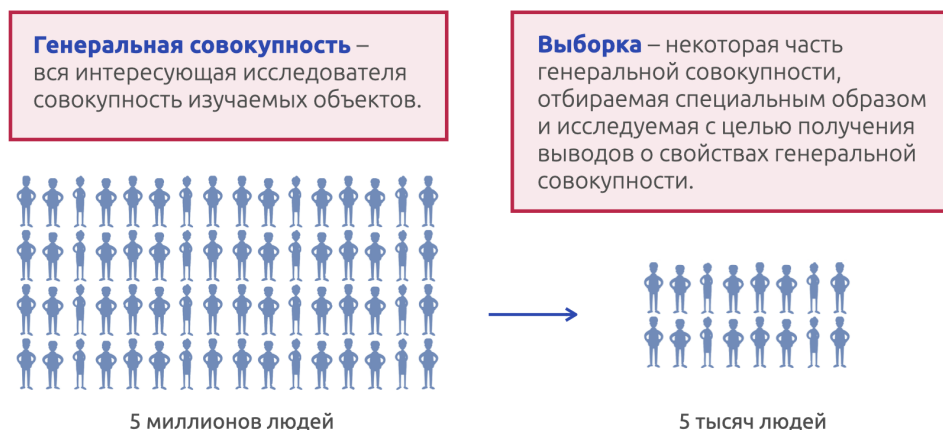 Генеральная совокупность –
вся интересующая исследователя
совокупность изучаемых объектов.
Выборка – некоторая часть
генеральной совокупности,
отбираемая специальным образом
и исследуемая с целью получения
выводов о свойствах генеральной
совокупности.
5 миллионов людей
5 тысяч людей